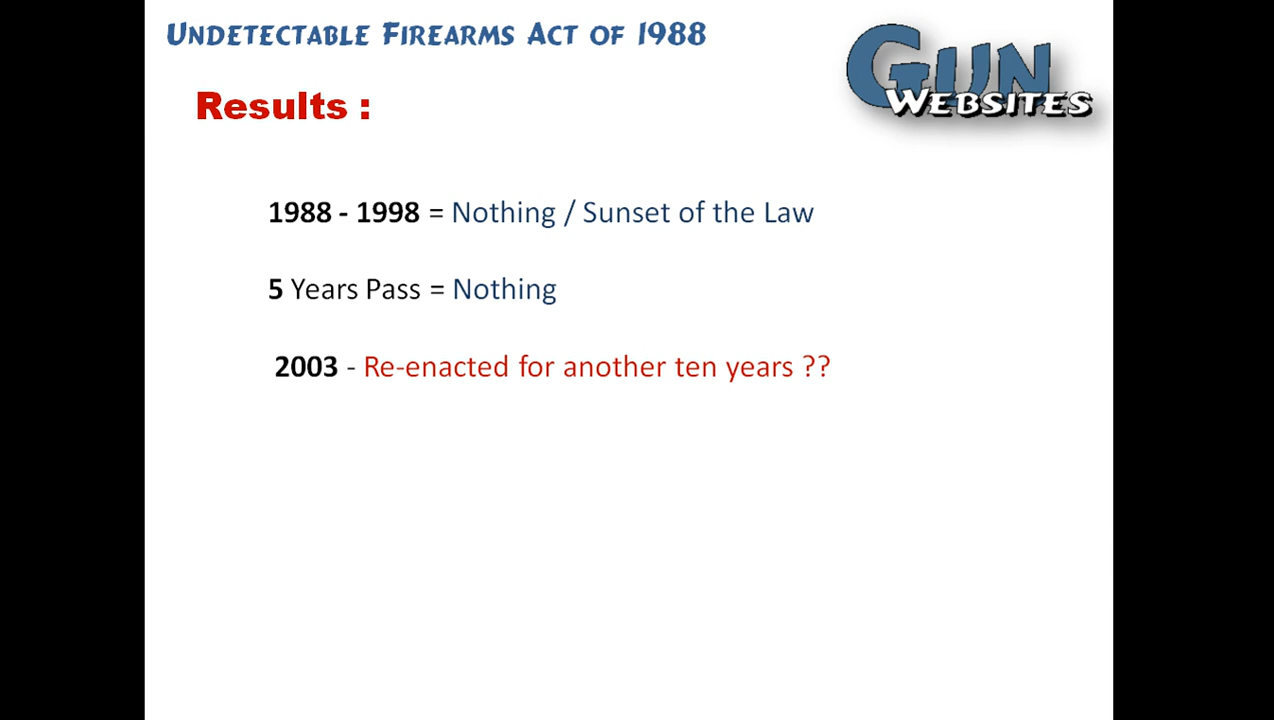 Undetectable Firearms Act of 1988
Gun
Websites
Results :
1988 - 1998 = Nothing / Sunset of the Law
5 Years Pass = Nothing
2003 - Re-enacted for another ten years ??